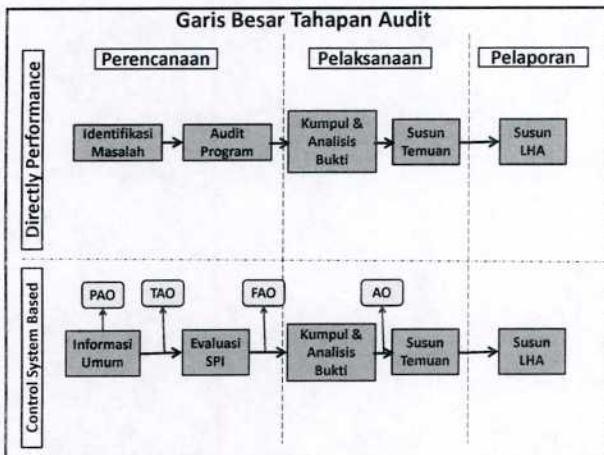 Garis Besar Tahapan Audit
Perencanaan
Pelaksanaan
Pelaporan
Directly Performance
Identifikasi
Masalah
Audit
Program
Kumpul &
Analisis
Bukti
Susun
Temuan
Susun
LHA
Control System Based
PAO
TAO
FAO
AO
Informasi
Umum
Evaluasi
SPI
Kumpul &
Analisis
Bukti
Susun
Temuan
Susun
LHA